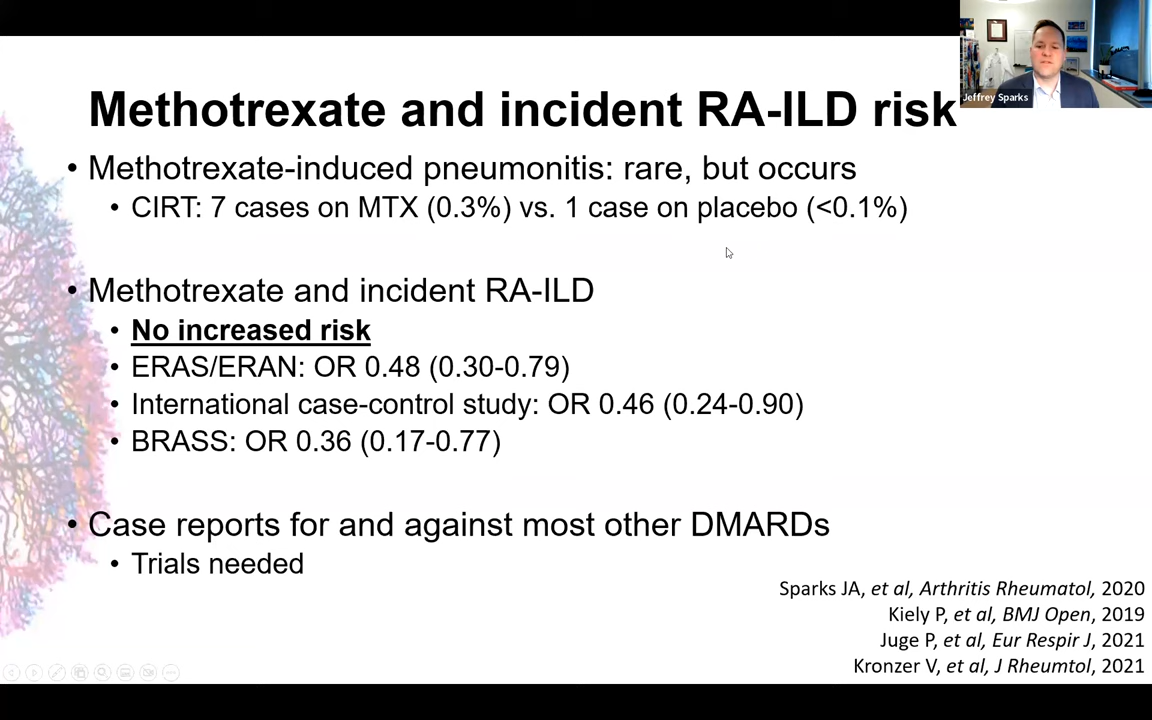 Jeffrey Sparks
Methotrexate and incident RA-ILD risk
• Methotrexate-induced pneumonitis: rare, but occurs
• CIRT: 7 cases on MTX (0.3%) vs. 1 case on placebo (<0.1%)
• Methotrexate and incident RA-ILD
• No increased risk
• ERAS/ERAN: OR 0.48 (0.30-0.79)
• International case-control study: OR 0.46 (0.24-0.90)
• BRASS: OR 0.36 (0.17-0.77)
• Case reports for and against most other DMARDs
• Trials needed
Sparks JA, et al, Arthritis Rheumatol, 2020
Kiely P, et al, BMJ Open, 2019
Juge P, et al, Eur Respir J, 2021
Kronzer V, et al, J Rheumtol, 2021